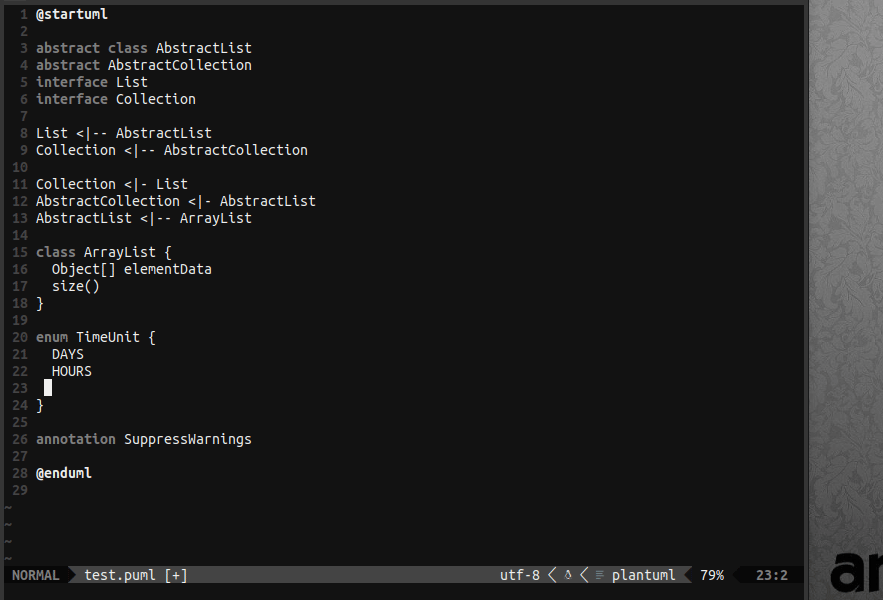 1 @startuml
2
3 abstract class AbstractList
4 abstract AbstractCollection
5 interface List
6 interface Collection
7
8 List <|-- AbstractList
9 Collection <|-- AbstractCollection
10
11 Collection <|- List
12 AbstractCollection <|- AbstractList
13 AbstractList <|-- ArrayList
14
15 class ArrayList {
16   Object[] elementData
17   size()
18 }
19
20 enum TimeUnit {
21   DAYS
22   HOURS
23
24 }
25
26 annotation SuppressWarnings
27
28 @enduml
29
~
~
~
~
NORMAL test.puml [+] utf-8 plantuml 79% 23:2